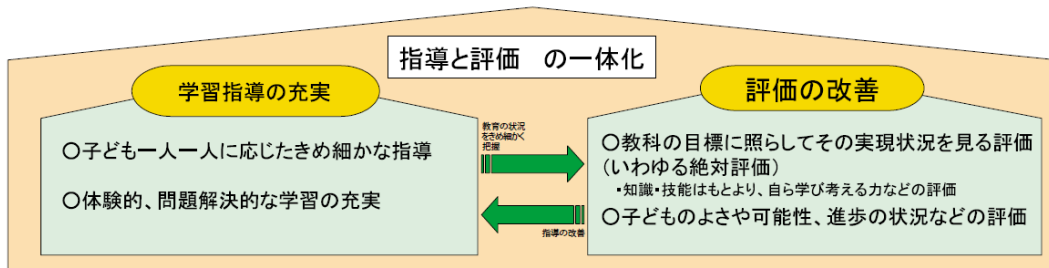 指導と評価　の一体化
学習指導の充実
○子ども一人一人に応じたきめ細かな指導
○体験的、問題解決的な学習の充実
教育の状況
をきめ細かく
把握
指導の改善
評価の改善
○教科の目標に照らしてその実現状況を見る評価
(いわゆる絶対評価)
・知識・技能はもとより、自ら学び考える力などの評価
○子どものよさや可能性、進歩の状況などの評価